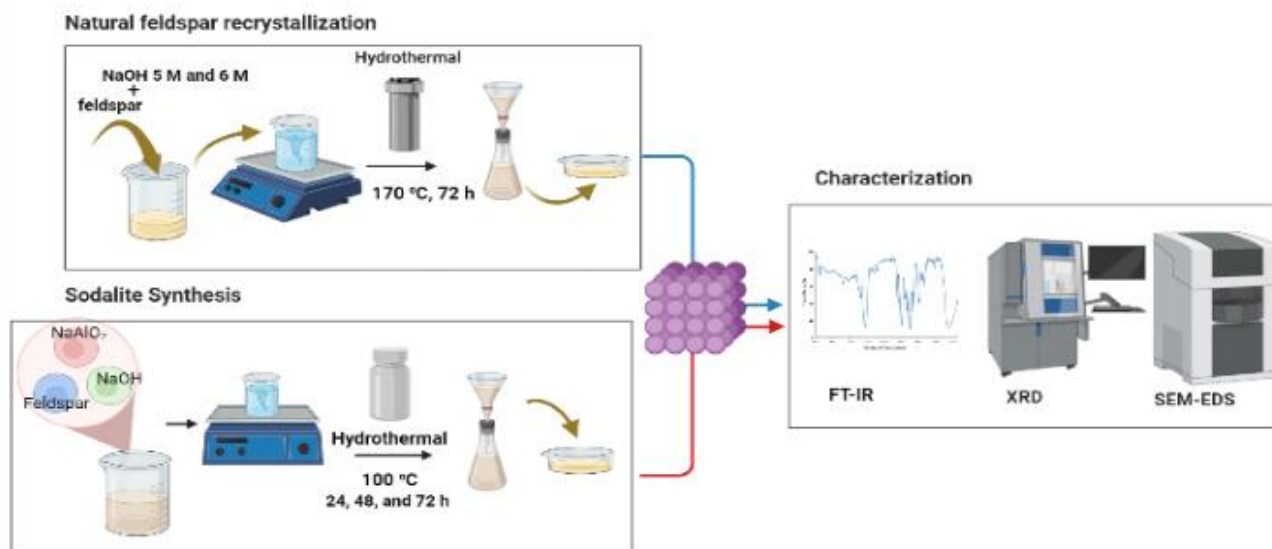 Natural feldspar recrystallization
NaOH 5 M and 6 M
+
feldspar
Hydrothermal
170 ºC, 72 h
Sodalite Synthesis
NaAlO₂
NaOH
Feldspar
Hydrothermal
100 ºC
24, 48, and 72 h
Characterization
FT-IR
XRD
SEM-EDS